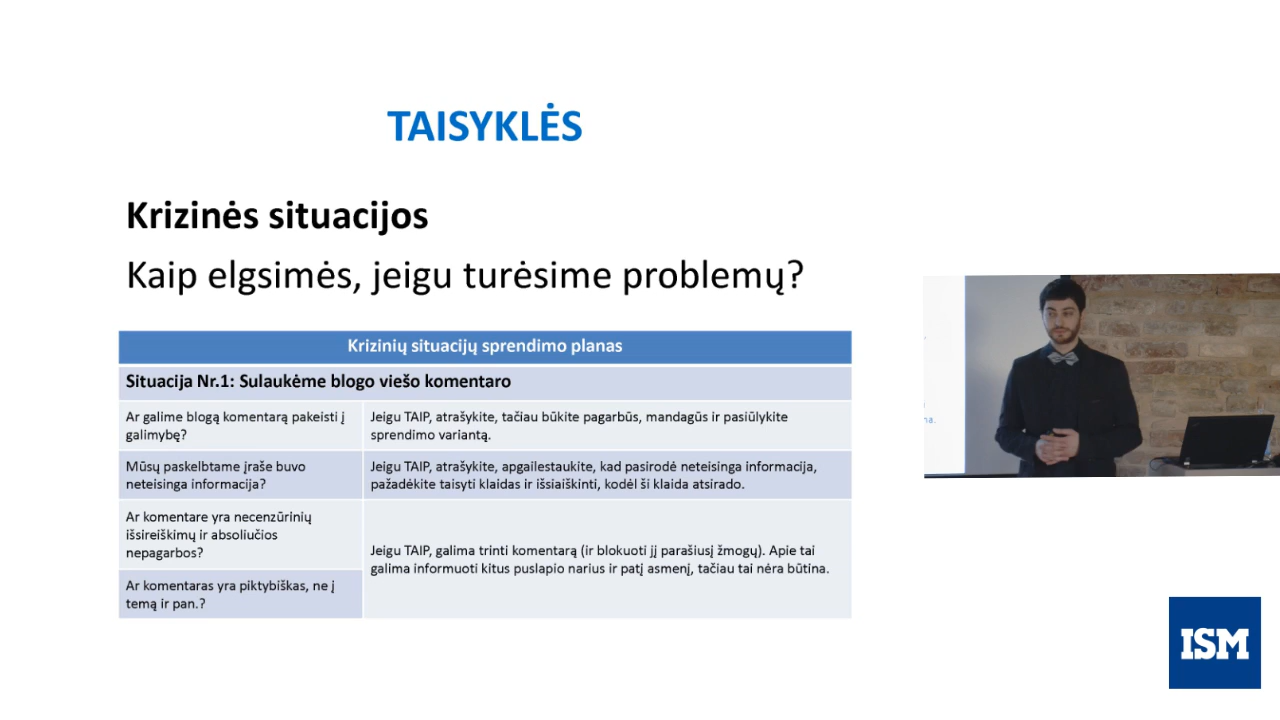 TAISYKLĖS
Krizinės situacijos
Kaip elgsimės, jeigu turėsime problemų?
Krizinių situacijų sprendimo planas
Situacija Nr.1: Sulaukėme blogo viešo komentaro
Ar galime blogą komentarą pakeisti į
galimybę?
Jeigu TAIP, atrašykite, tačiau būkite pagarbūs, mandagūs ir pasiūlykite
sprendimo variantą.
Mūsų paskelbtame įraše buvo
neteisinga informacija?
Jeigu TAIP, atrašykite, apgailestaukite, kad pasirodė neteisinga informacija,
pažadėkite taisyti klaidas ir išsiaiškinti, kodėl ši klaida atsirado.
Ar komentare yra necenzūrinių
išsireiškimų ir absoliučios
nepagarbos?
Jeigu TAIP, galima trinti komentarą (ir blokuoti jį parašiusį žmogų). Apie tai
galima informuoti kitus puslapio narius ir patį asmenį, tačiau tai nėra būtina.
Ar komentaras yra piktybiškas, ne į
temą ir pan.?
ISM